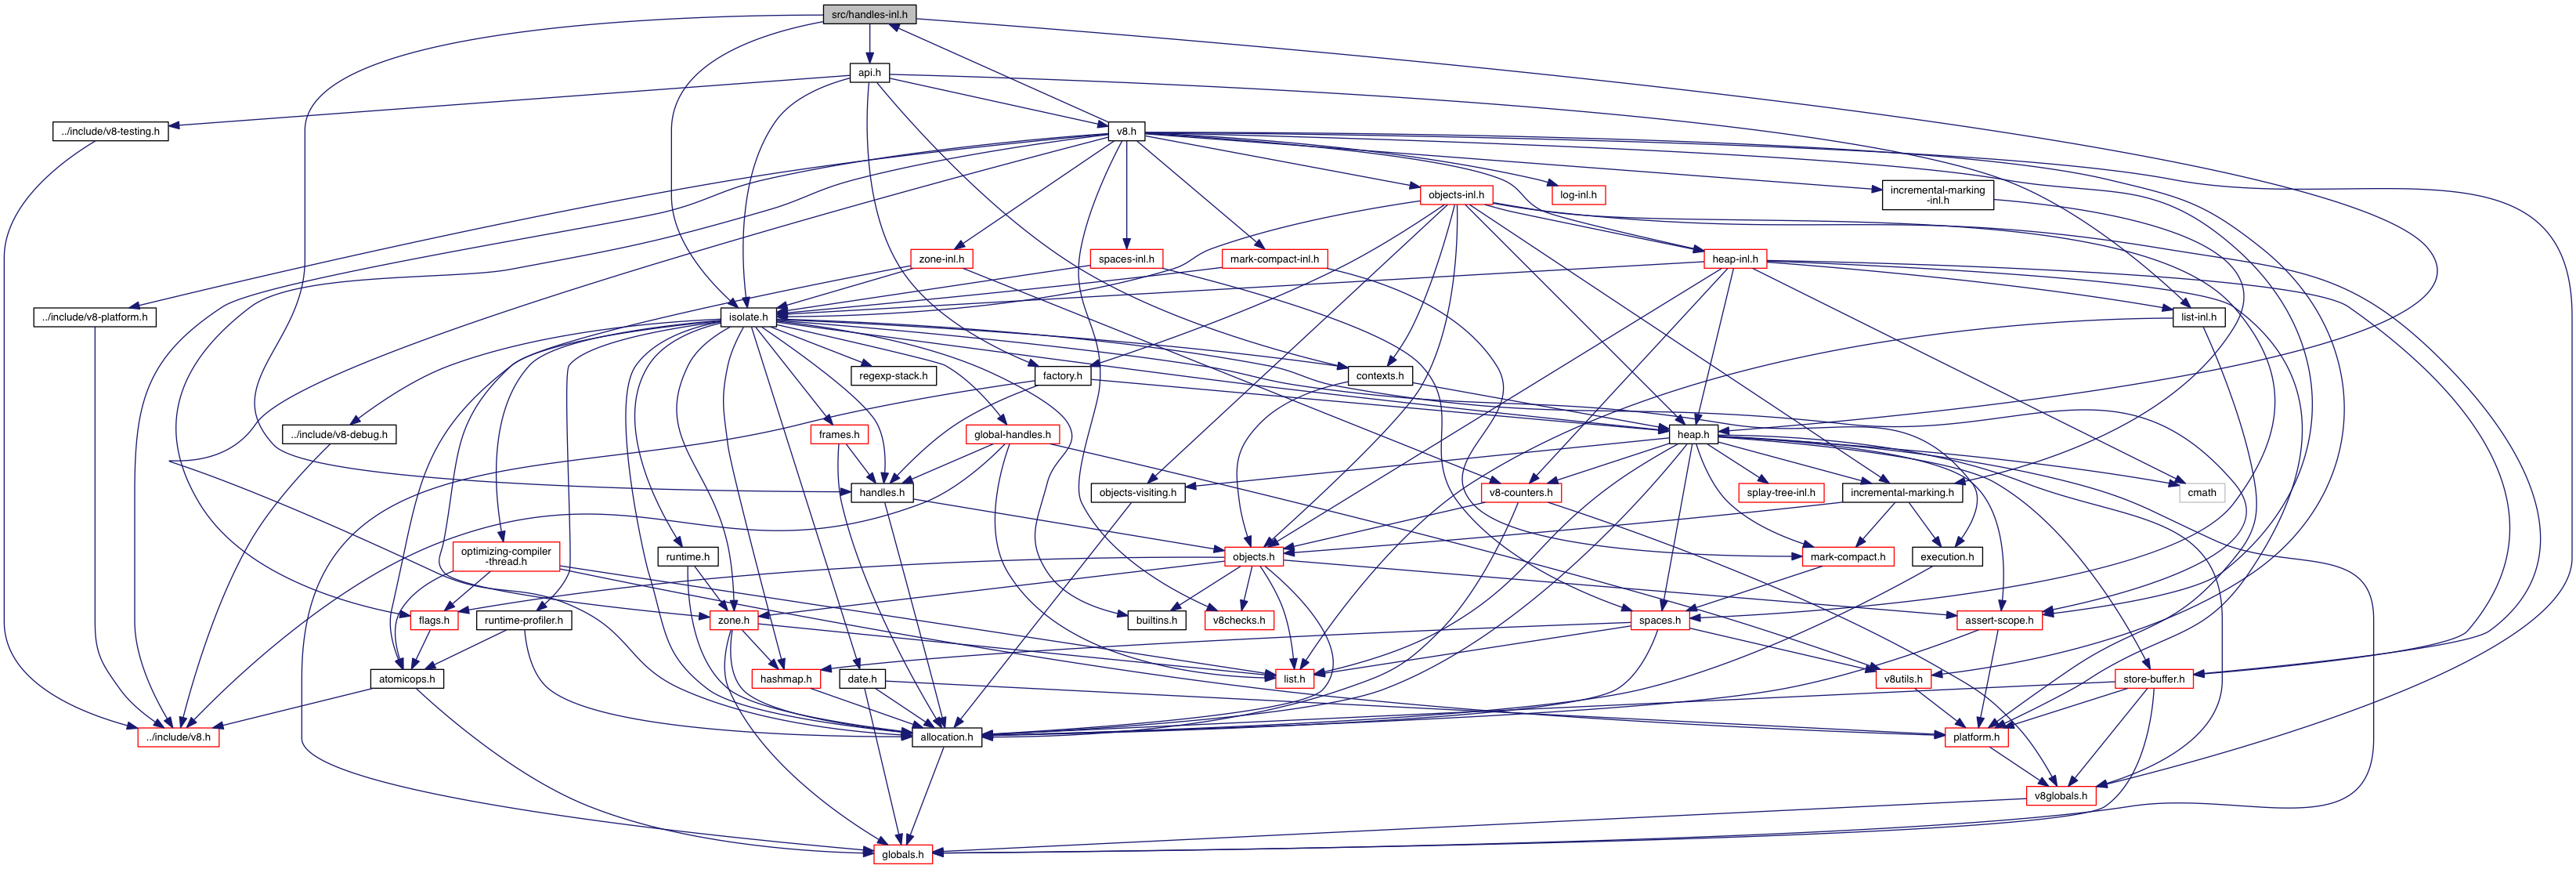 src/handles-inl.h
api.h
../include/v8-testing.h
v8.h
objects-inl.h
log-inl.h
incremental-marking
-inl.h
zone-inl.h
spaces-inl.h
mark-compact-inl.h
heap-inl.h
../include/v8-platform.h
isolate.h
list-inl.h
regexp-stack.h
factory.h
contexts.h
../include/v8-debug.h
frames.h
global-handles.h
heap.h
handles.h
objects-visiting.h
v8-counters.h
splay-tree-inl.h
incremental-marking.h
cmath
optimizing-compiler
-thread.h
runtime.h
objects.h
mark-compact.h
execution.h
flags.h
runtime-profiler.h
zone.h
builtins.h
v8checks.h
spaces.h
assert-scope.h
atomicops.h
hashmap.h
date.h
list.h
v8utils.h
store-buffer.h
../include/v8.h
allocation.h
platform.h
v8globals.h
globals.h